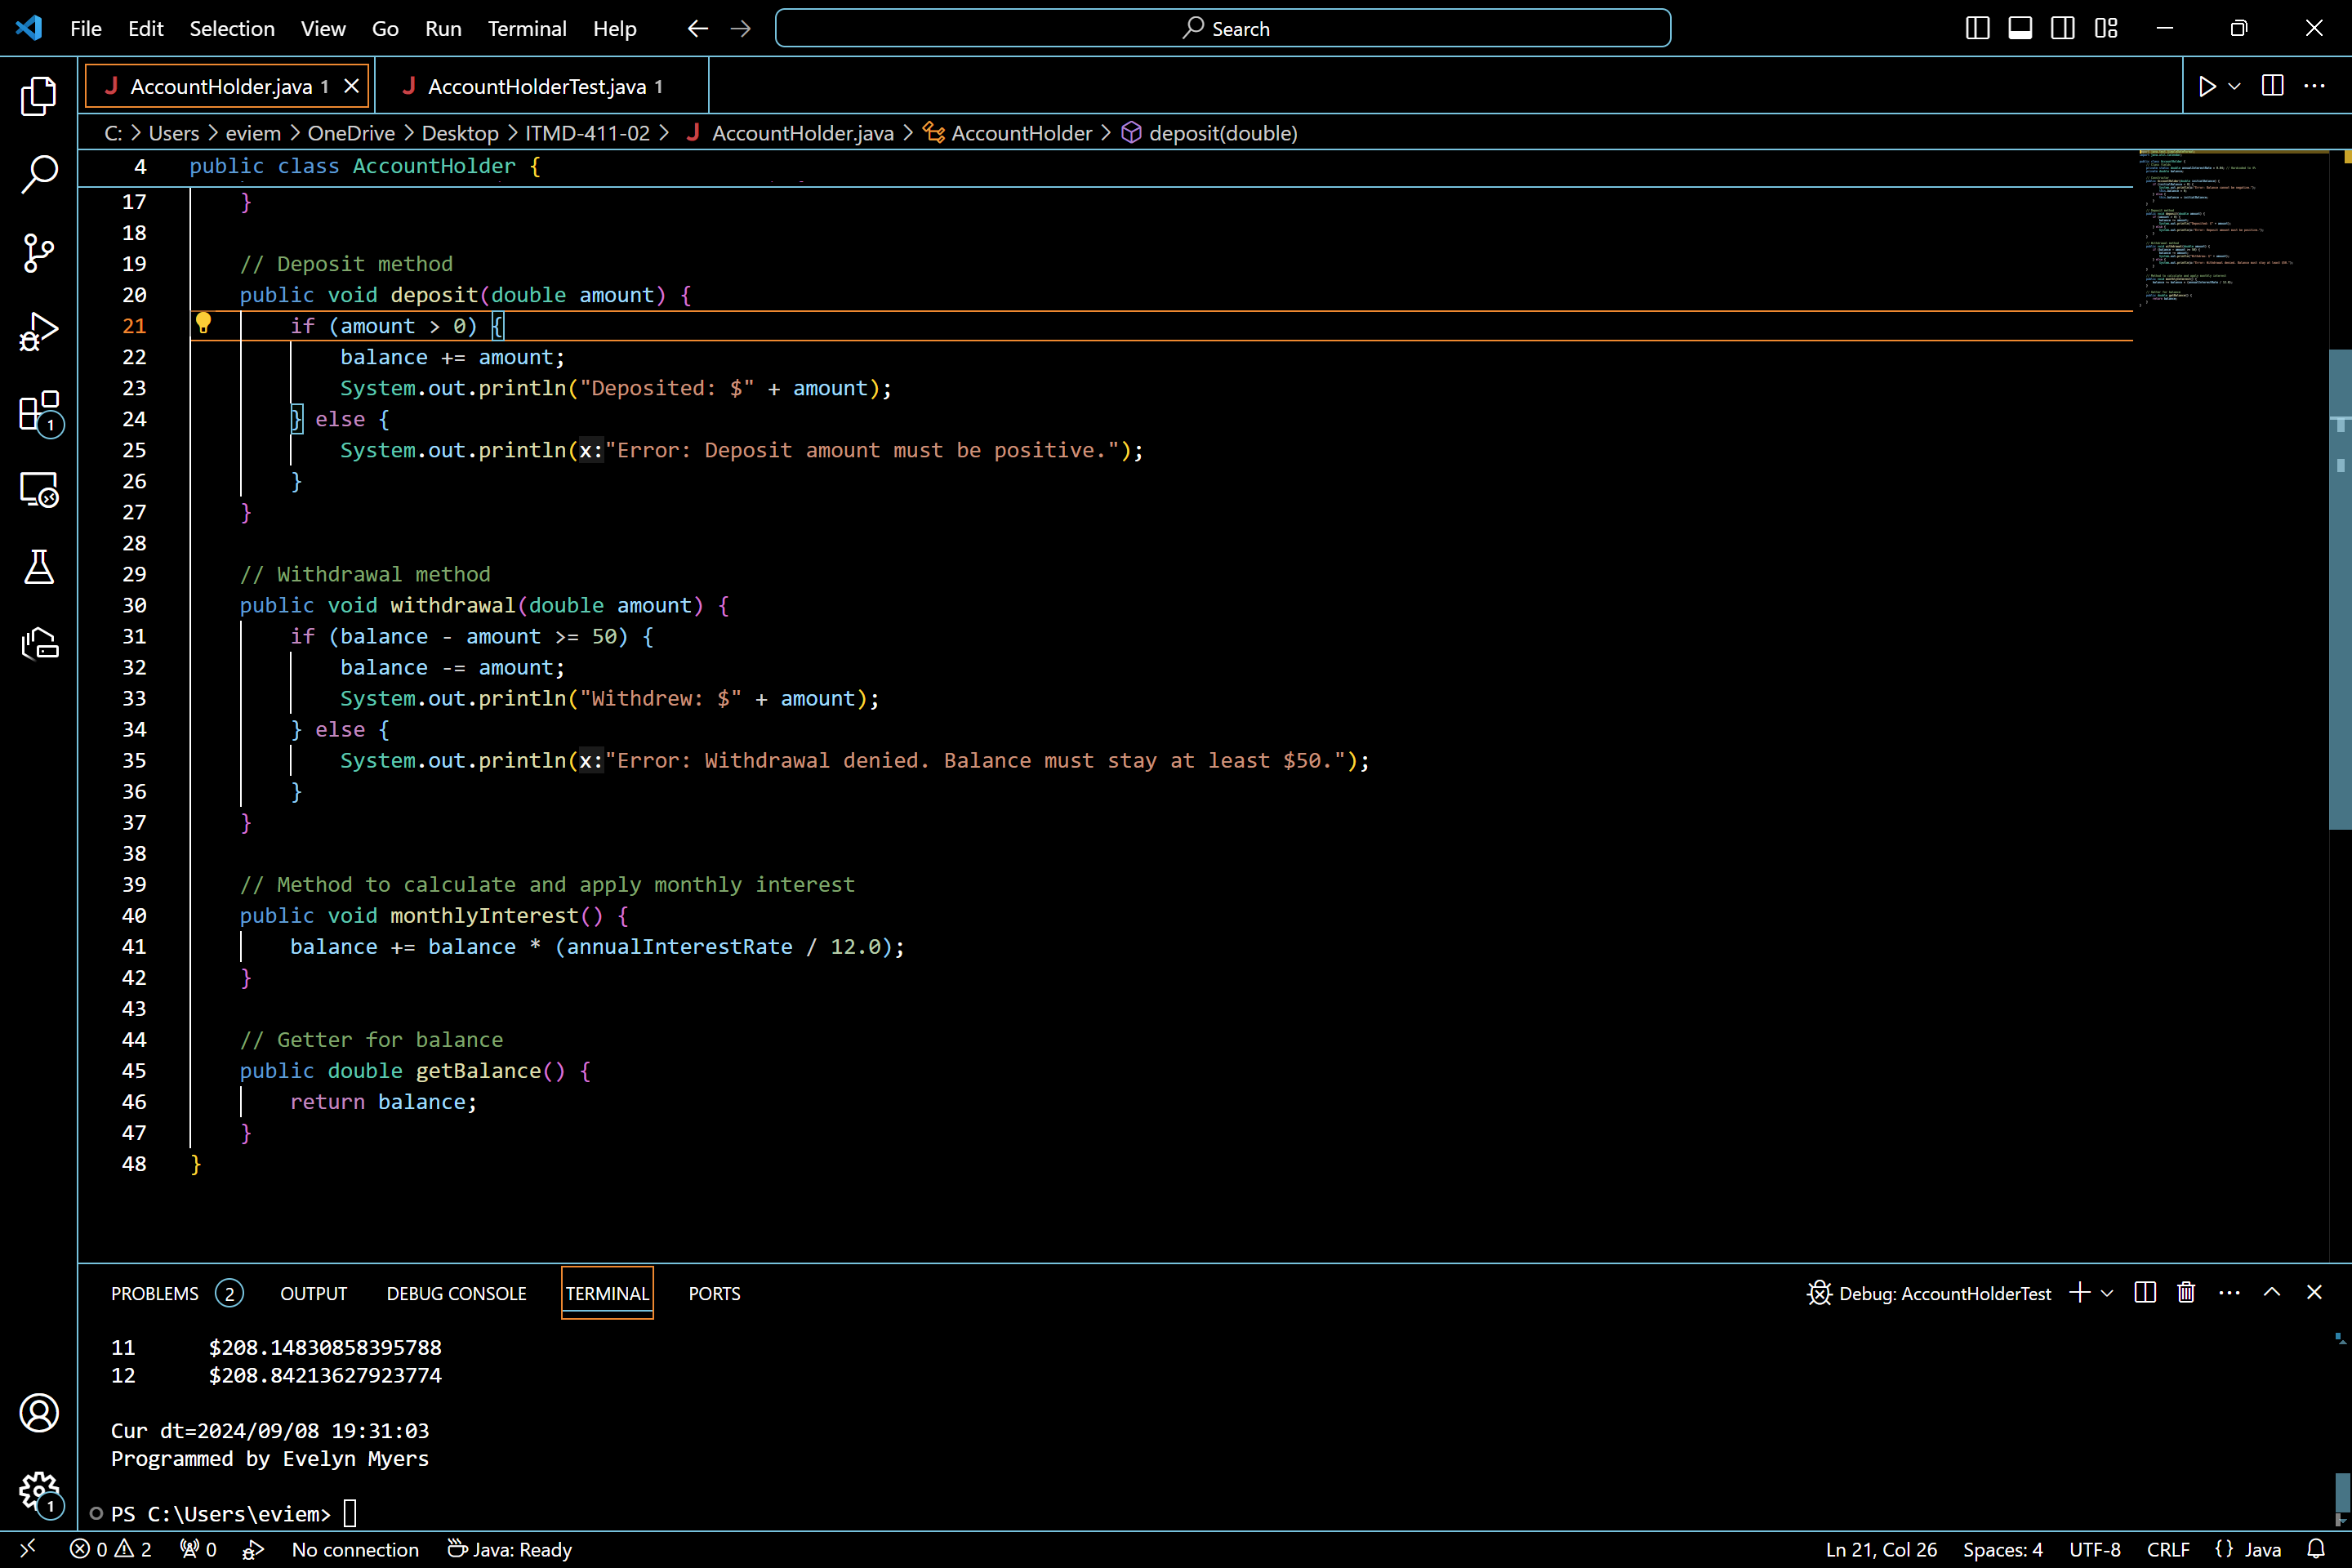 File Edit Selection View Go Run Terminal Help Search
J AccountHolder.java 1 J AccountHolderTest.java 1
C: > Users > eviem > OneDrive > Desktop > ITMD-411-02 > J AccountHolder.java > AccountHolder > deposit(double)
4 public class AccountHolder {
17 }
18
19 // Deposit method
20 public void deposit(double amount) {
21 if (amount > 0) {
22 balance += amount;
23 System.out.println("Deposited: $" + amount);
24 } else {
25 System.out.println(x:"Error: Deposit amount must be positive.");
26 }
27 }
28
29 // Withdrawal method
30 public void withdrawal(double amount) {
31 if (balance - amount >= 50) {
32 balance -= amount;
33 System.out.println("Withdrew: $" + amount);
34 } else {
35 System.out.println(x:"Error: Withdrawal denied. Balance must stay at least $50.");
36 }
37 }
38
39 // Method to calculate and apply monthly interest
40 public void monthlyInterest() {
41 balance += balance * (annualInterestRate / 12.0);
42 }
43
44 // Getter for balance
45 public double getBalance() {
46 return balance;
47 }
48 }
1
1
PROBLEMS 2 OUTPUT DEBUG CONSOLE TERMINAL PORTS Debug: AccountHolderTest
11 $208.14830858395788
12 $208.84213627923774
Cur dt=2024/09/08 19:31:03
Programmed by Evelyn Myers
PS C:\Users\eviem>
0 2 0 No connection Java: Ready Ln 21, Col 26 Spaces: 4 UTF-8 CRLF {} Java